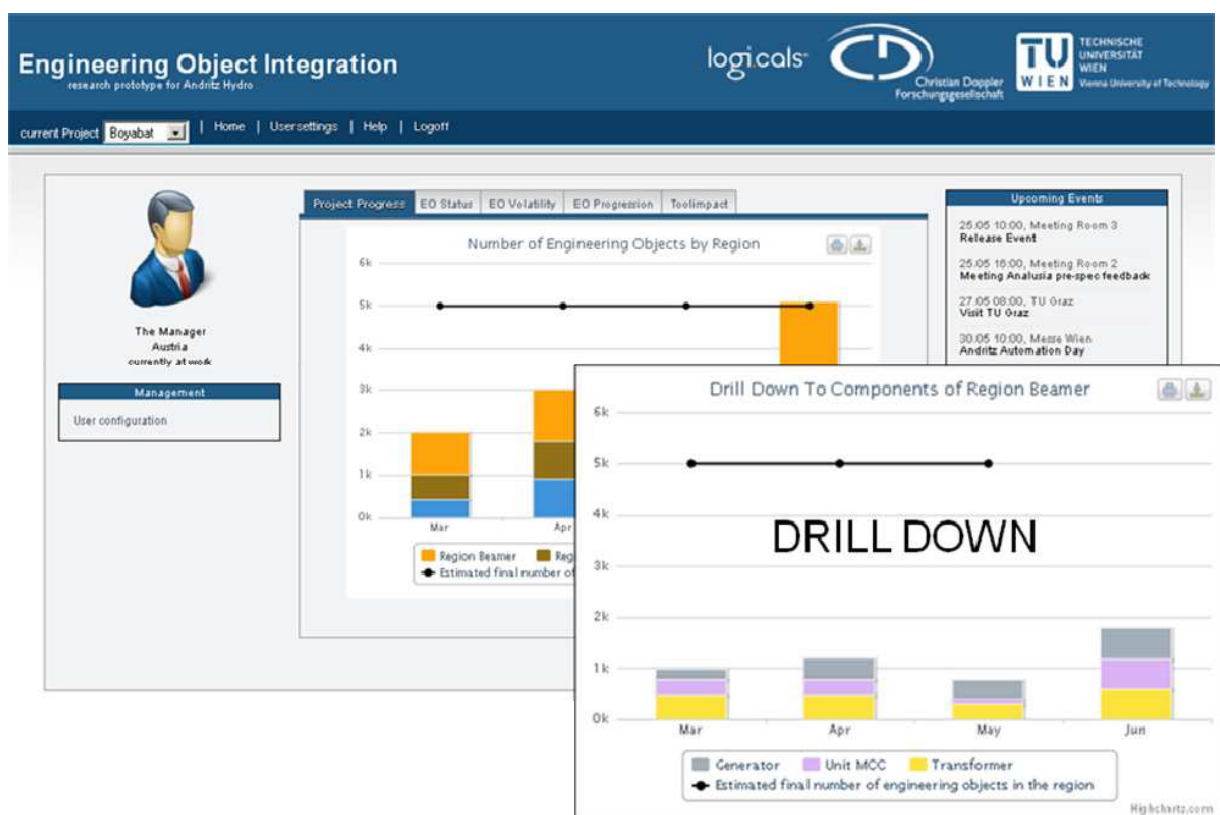 Engineering Object Integration
research prototype for Andritz Hydro
logi.cals
CD
Christian Doppler
Forschungsgesellschaft
TU
WIEN
TECHNISCHE
UNIVERSITÄT
WIEN
Vienna University of Technology
current Project Boyabat | Home | User settings | Help | Logoff
The Manager
Austria
currently at work
Management
User configuration
Project Progress EO Status EO Volatility EO Progression Toolimpact
Number of Engineering Objects by Region
6k
5k
4k
3k
2k
1k
0k
Mar Apr
Region Beamer Reg
Estimated final number of
Upcoming Events
25.05 10:00, Meeting Room 3
Release Event
25.05 16:00, Meeting Room 2
Meeting Analusia pre-spec feedback
27.05 08:00, TU Graz
Visit TU Graz
30.05 10:00, Messe Wien
Andritz Automation Day
Drill Down To Components of Region Beamer
6k
5k
4k
DRILL DOWN
3k
2k
1k
0k
Mar Apr May Jun
Generator Unit MCC Transformer
Estimated final number of engineering objects in the region
Highcharts.com